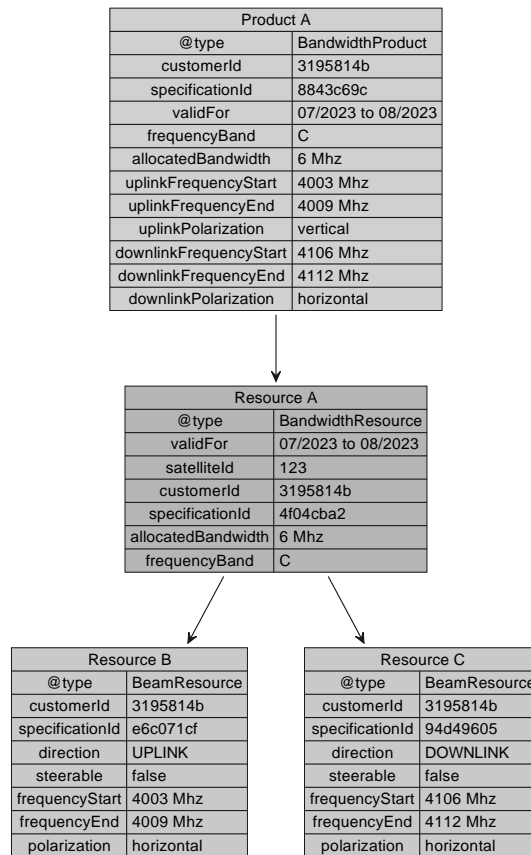 Product A
@type BandwidthProduct
customerId 3195814b
specificationId 8843c69c
validFor 07/2023 to 08/2023
frequencyBand C
allocatedBandwidth 6 Mhz
uplinkFrequencyStart 4003 Mhz
uplinkFrequencyEnd 4009 Mhz
uplinkPolarization vertical
downlinkFrequencyStart 4106 Mhz
downlinkFrequencyEnd 4112 Mhz
downlinkPolarization horizontal
Resource A
@type BandwidthResource
validFor 07/2023 to 08/2023
satelliteId 123
customerId 3195814b
specificationId 4f04cba2
allocatedBandwidth 6 Mhz
frequencyBand C
Resource B
@type BeamResource
customerId 3195814b
specificationId e6c071cf
direction UPLINK
steerable false
frequencyStart 4003 Mhz
frequencyEnd 4009 Mhz
polarization horizontal
Resource C
@type BeamResource
customerId 3195814b
specificationId 94d49605
direction DOWNLINK
steerable false
frequencyStart 4106 Mhz
frequencyEnd 4112 Mhz
polarization horizontal